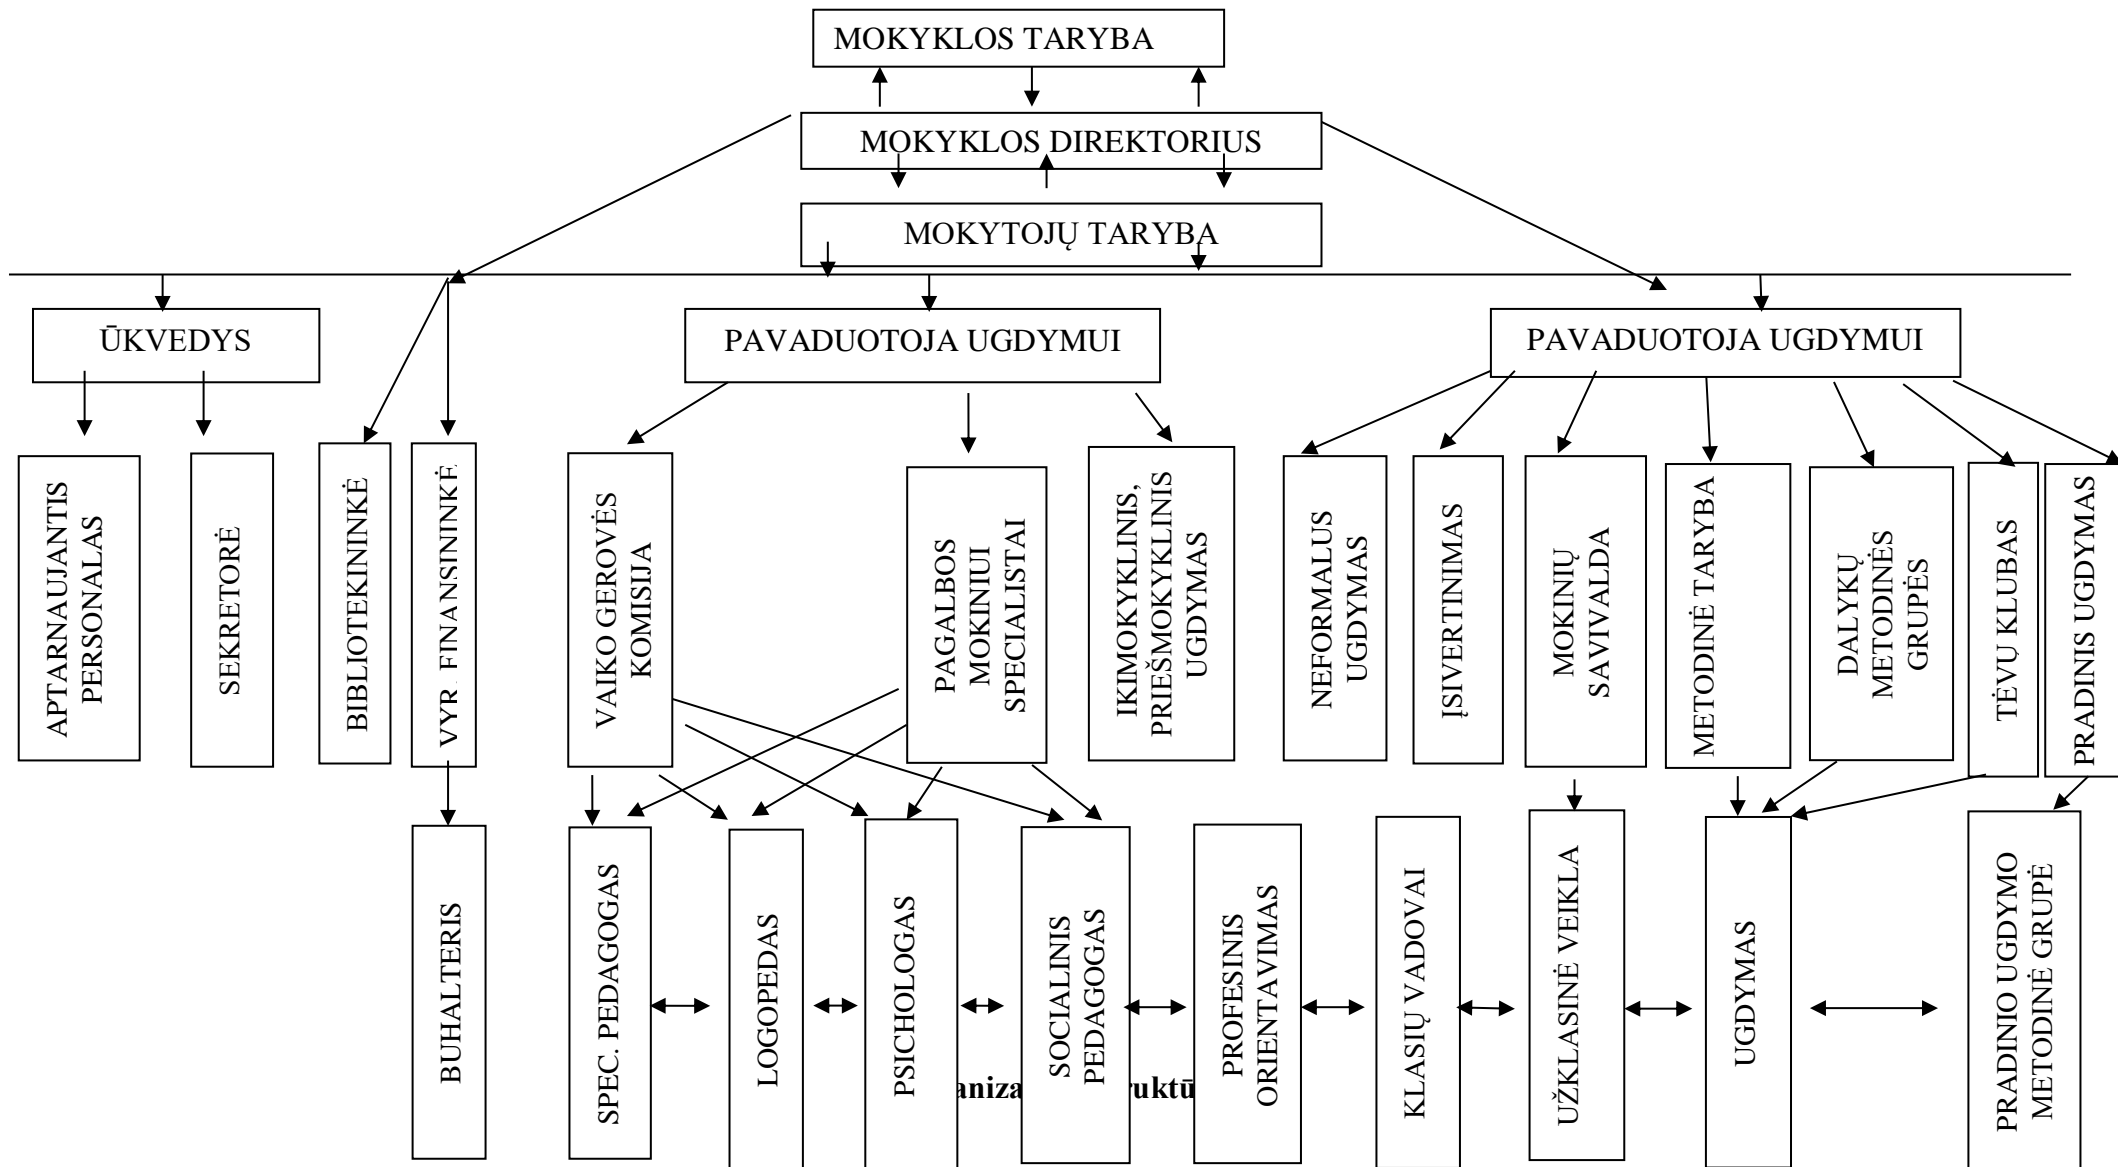 MOKYKLOS TARYBA
MOKYKLOS DIREKTORIUS
MOKYTOJŲ TARYBA
ŪKVEDYS
PAVADUOTOJA UGDYMUI
PAVADUOTOJA UGDYMUI
APTARNAUJANTIS
PERSONALAS
SEKRETORĖ
BIBLIOTEKININKĖ
VYR. FINANSININKĖ
VAIKO GEROVĖS
KOMISIJA
PAGALBOS
MOKINIUI
SPECIALISTAI
IKIMOKYKLINIS,
PRIEŠMOKYKLINIS
UGDYMAS
NEFORMALUS
UGDYMAS
ĮSIVERTINIMAS
MOKINIŲ
SAVIVALDA
METODINĖ TARYBA
DALYKŲ
METODINĖS
GRUPĖS
TĖVŲ KLUBAS
PRADINIS UGDYMAS
BUHALTERIS
SPEC. PEDAGOGAS
LOGOPEDAS
PSICHOLOGAS
SOCIALINIS
PEDAGOGAS
PROFESINIS
ORIENTAVIMAS
KLASIŲ VADOVAI
UŽKLASINĖ VEIKLA
UGDYMAS
PRADINIO UGDYMO
METODINĖ GRUPĖ